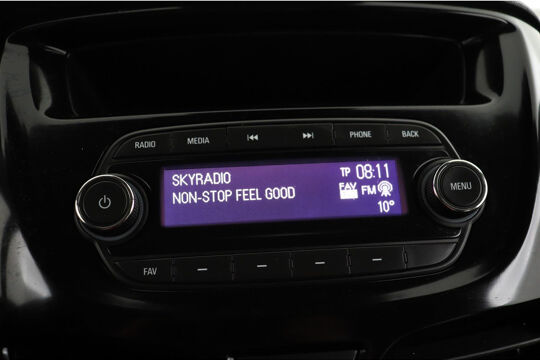 RADIO MEDIA PHONE BACK
SKYRADIO TP 08:11
NON-STOP FEEL GOOD FAV FM
10°
MENU
FAV